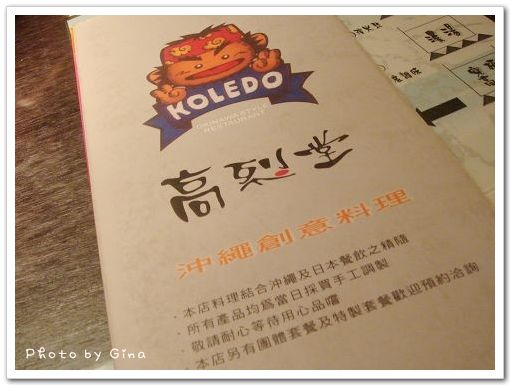 KOLEDO
OKINAWA STYLE
RESTAURANT
沖繩創意料理
·本店料理結合沖繩及日本餐飲之精隨
·所有產品均爲當日採買手工調製
·敬請耐心等待用心品嚐
·本店另有團體套餐及特製套餐歡迎預約洽詢
Photo by Gina